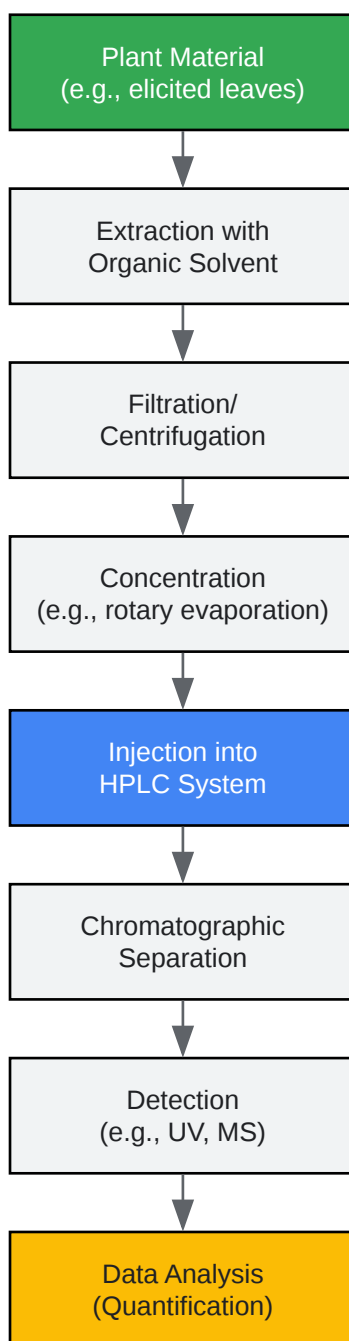 Plant Material
(e.g., elicited leaves)
Extraction with
Organic Solvent
Filtration/
Centrifugation
Concentration
(e.g., rotary evaporation)
Injection into
HPLC System
Chromatographic
Separation
Detection
(e.g., UV, MS)
Data Analysis
(Quantification)